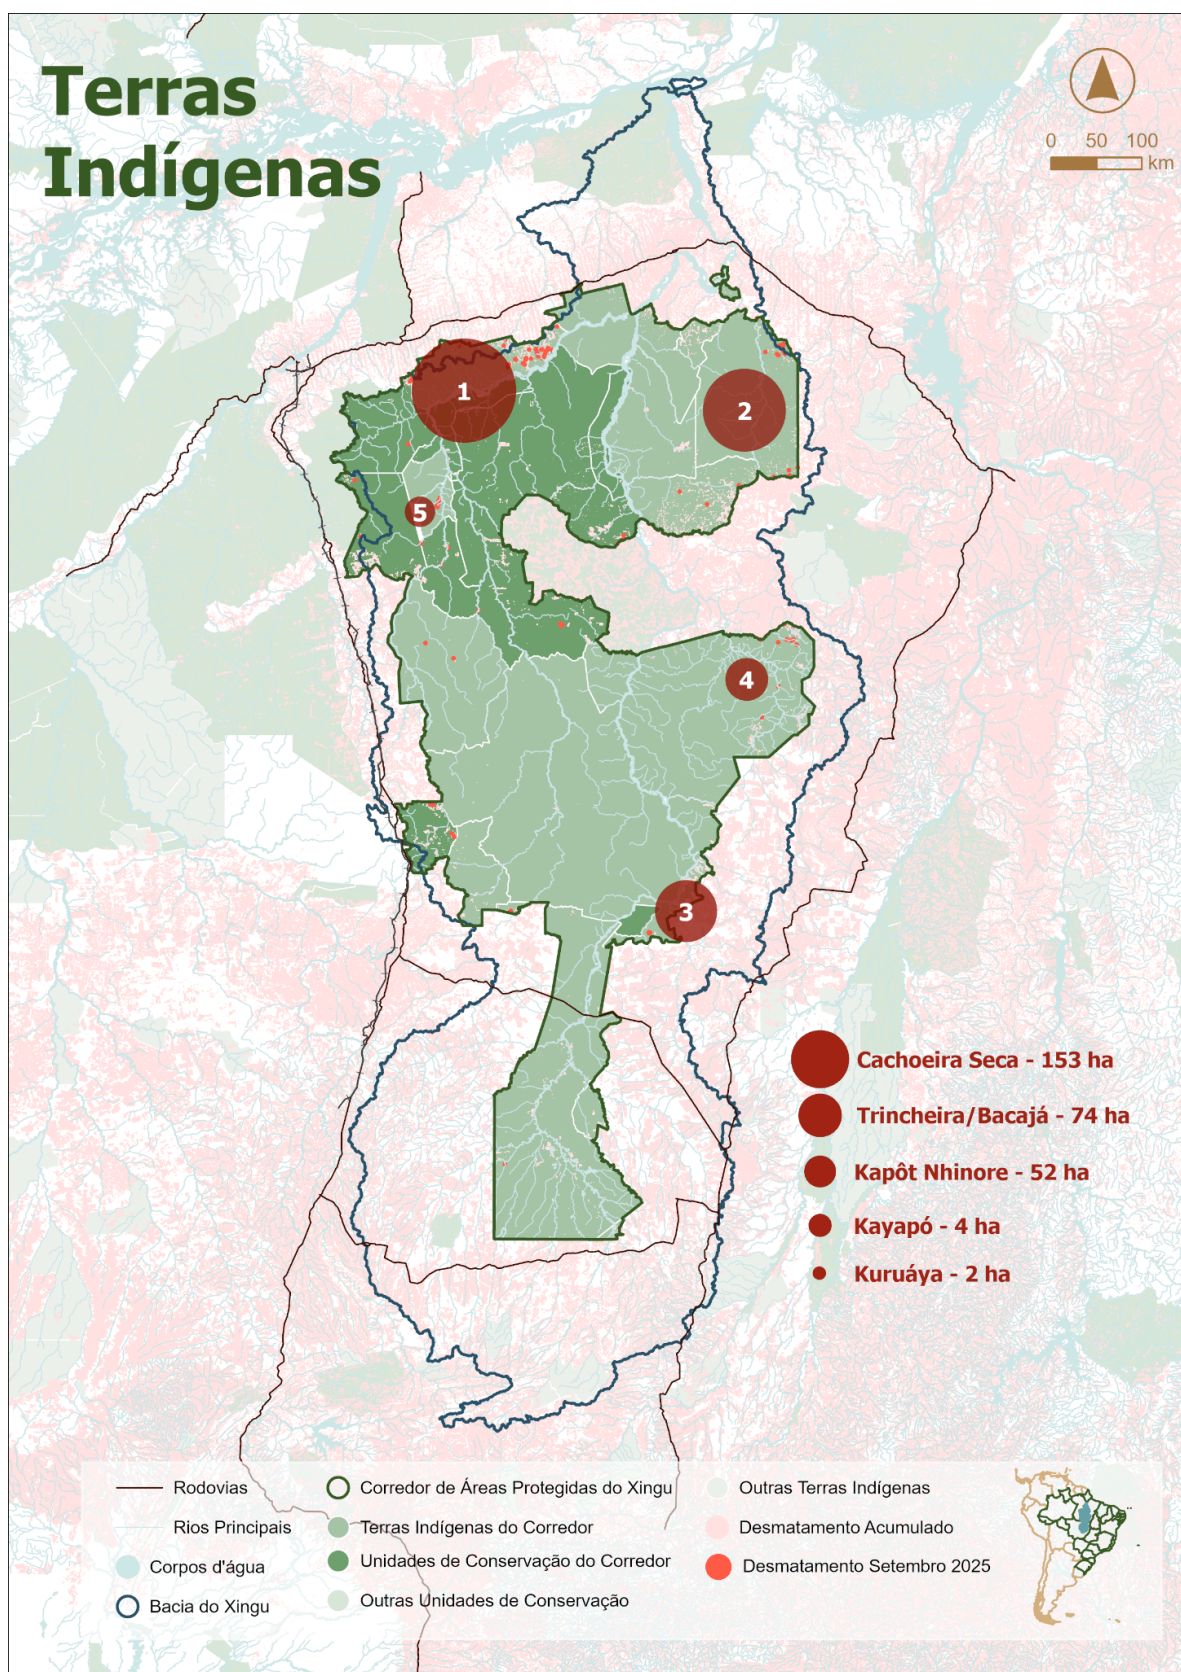 Terras
Indígenas
0 50 100
km
1
2
5
4
3
Cachoeira Seca - 153 ha
Trincheira/Bacajá - 74 ha
Kapôt Nhinore - 52 ha
Kayapó - 4 ha
Kuruáya - 2 ha
Rodovias
Rios Principais
Corpos d'água
Bacia do Xingu
Corredor de Áreas Protegidas do Xingu
Terras Indígenas do Corredor
Unidades de Conservação do Corredor
Outras Unidades de Conservação
Outras Terras Indígenas
Desmatamento Acumulado
Desmatamento Setembro 2025